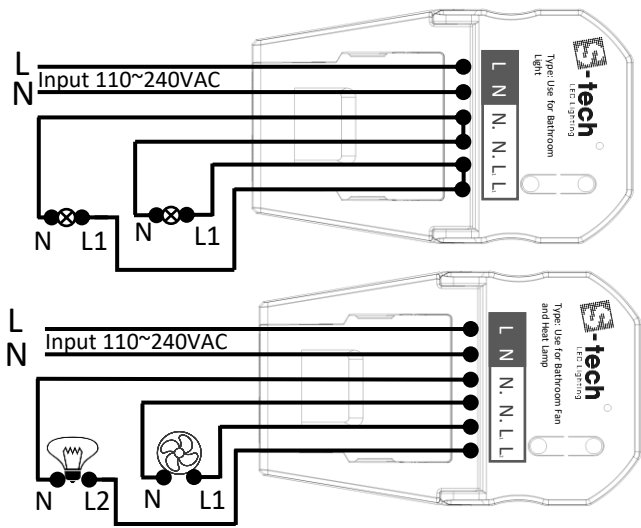 L
Input 110~240VAC
N
N L1
N L1
L N N. N. L. L.
S-tech
LED Lighting
Type: Use for Bathroom
Light
L
Input 110~240VAC
N
N L2
N L1
L N N. N. L. L.
S-tech
LED Lighting
Type: Use for Bathroom Fan
and Heat Lamp